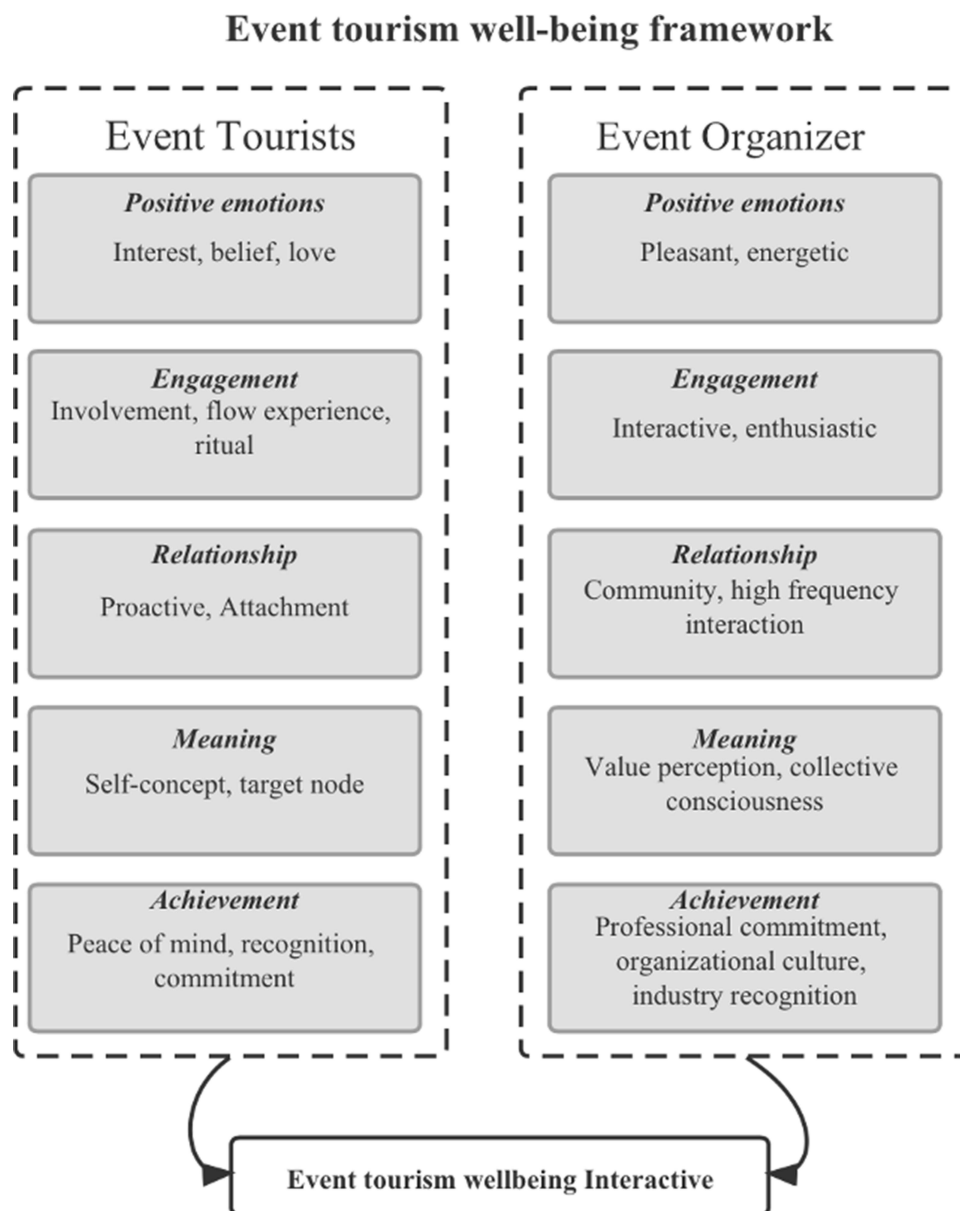 Event tourism well-being framework
Event Tourists
Positive emotions
Interest, belief, love
Engagement
Involvement, flow experience,
ritual
Relationship
Proactive, Attachment
Meaning
Self-concept, target node
Achievement
Peace of mind, recognition,
commitment
Event Organizer
Positive emotions
Pleasant, energetic
Engagement
Interactive, enthusiastic
Relationship
Community, high frequency
interaction
Meaning
Value perception, collective
consciousness
Achievement
Professional commitment,
organizational culture,
industry recognition
Event tourism wellbeing Interactive